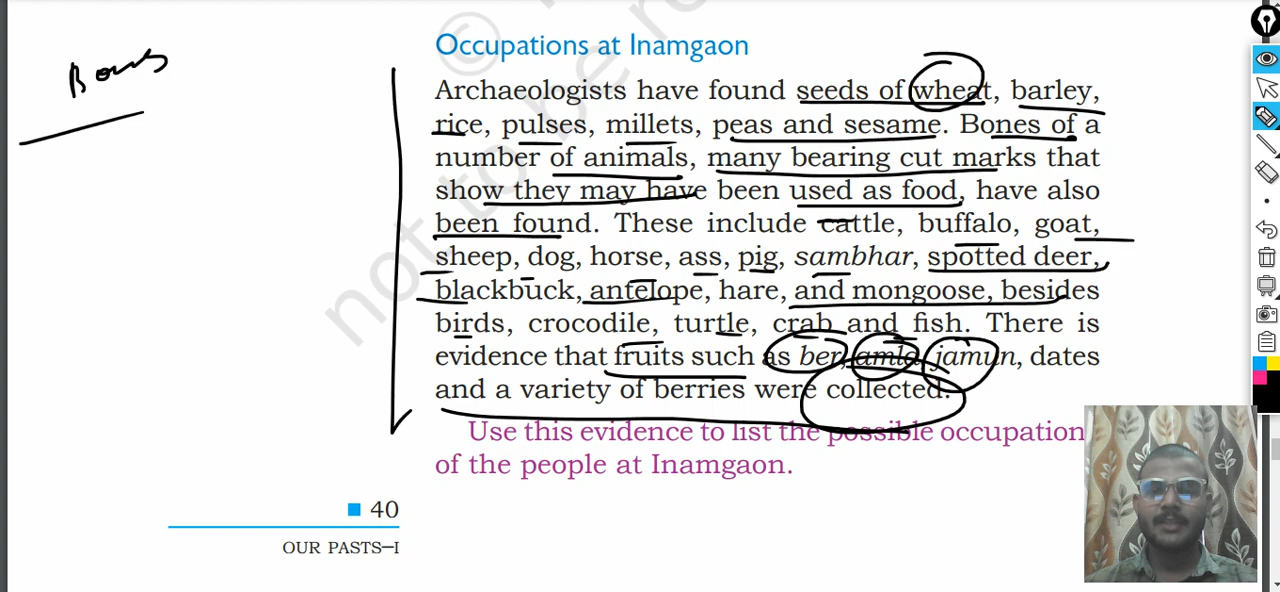 Bones
Occupations at Inamgaon
Archaeologists have found seeds of wheat, barley,
rice, pulses, millets, peas and sesame. Bones of a
number of animals, many bearing cut marks that
show they may have been used as food, have also
been found. These include cattle, buffalo, goat,
sheep, dog, horse, ass, pig, sambhar, spotted deer,
blackbuck, antelope, hare, and mongoose, besides
birds, crocodile, turtle, crab and fish. There is
evidence that fruits such as ber, amla, jamun, dates
and a variety of berries were collected.
Use this evidence to list the possible occupation
of the people at Inamgaon.
40
OUR PASTS—I
© 
not to be re